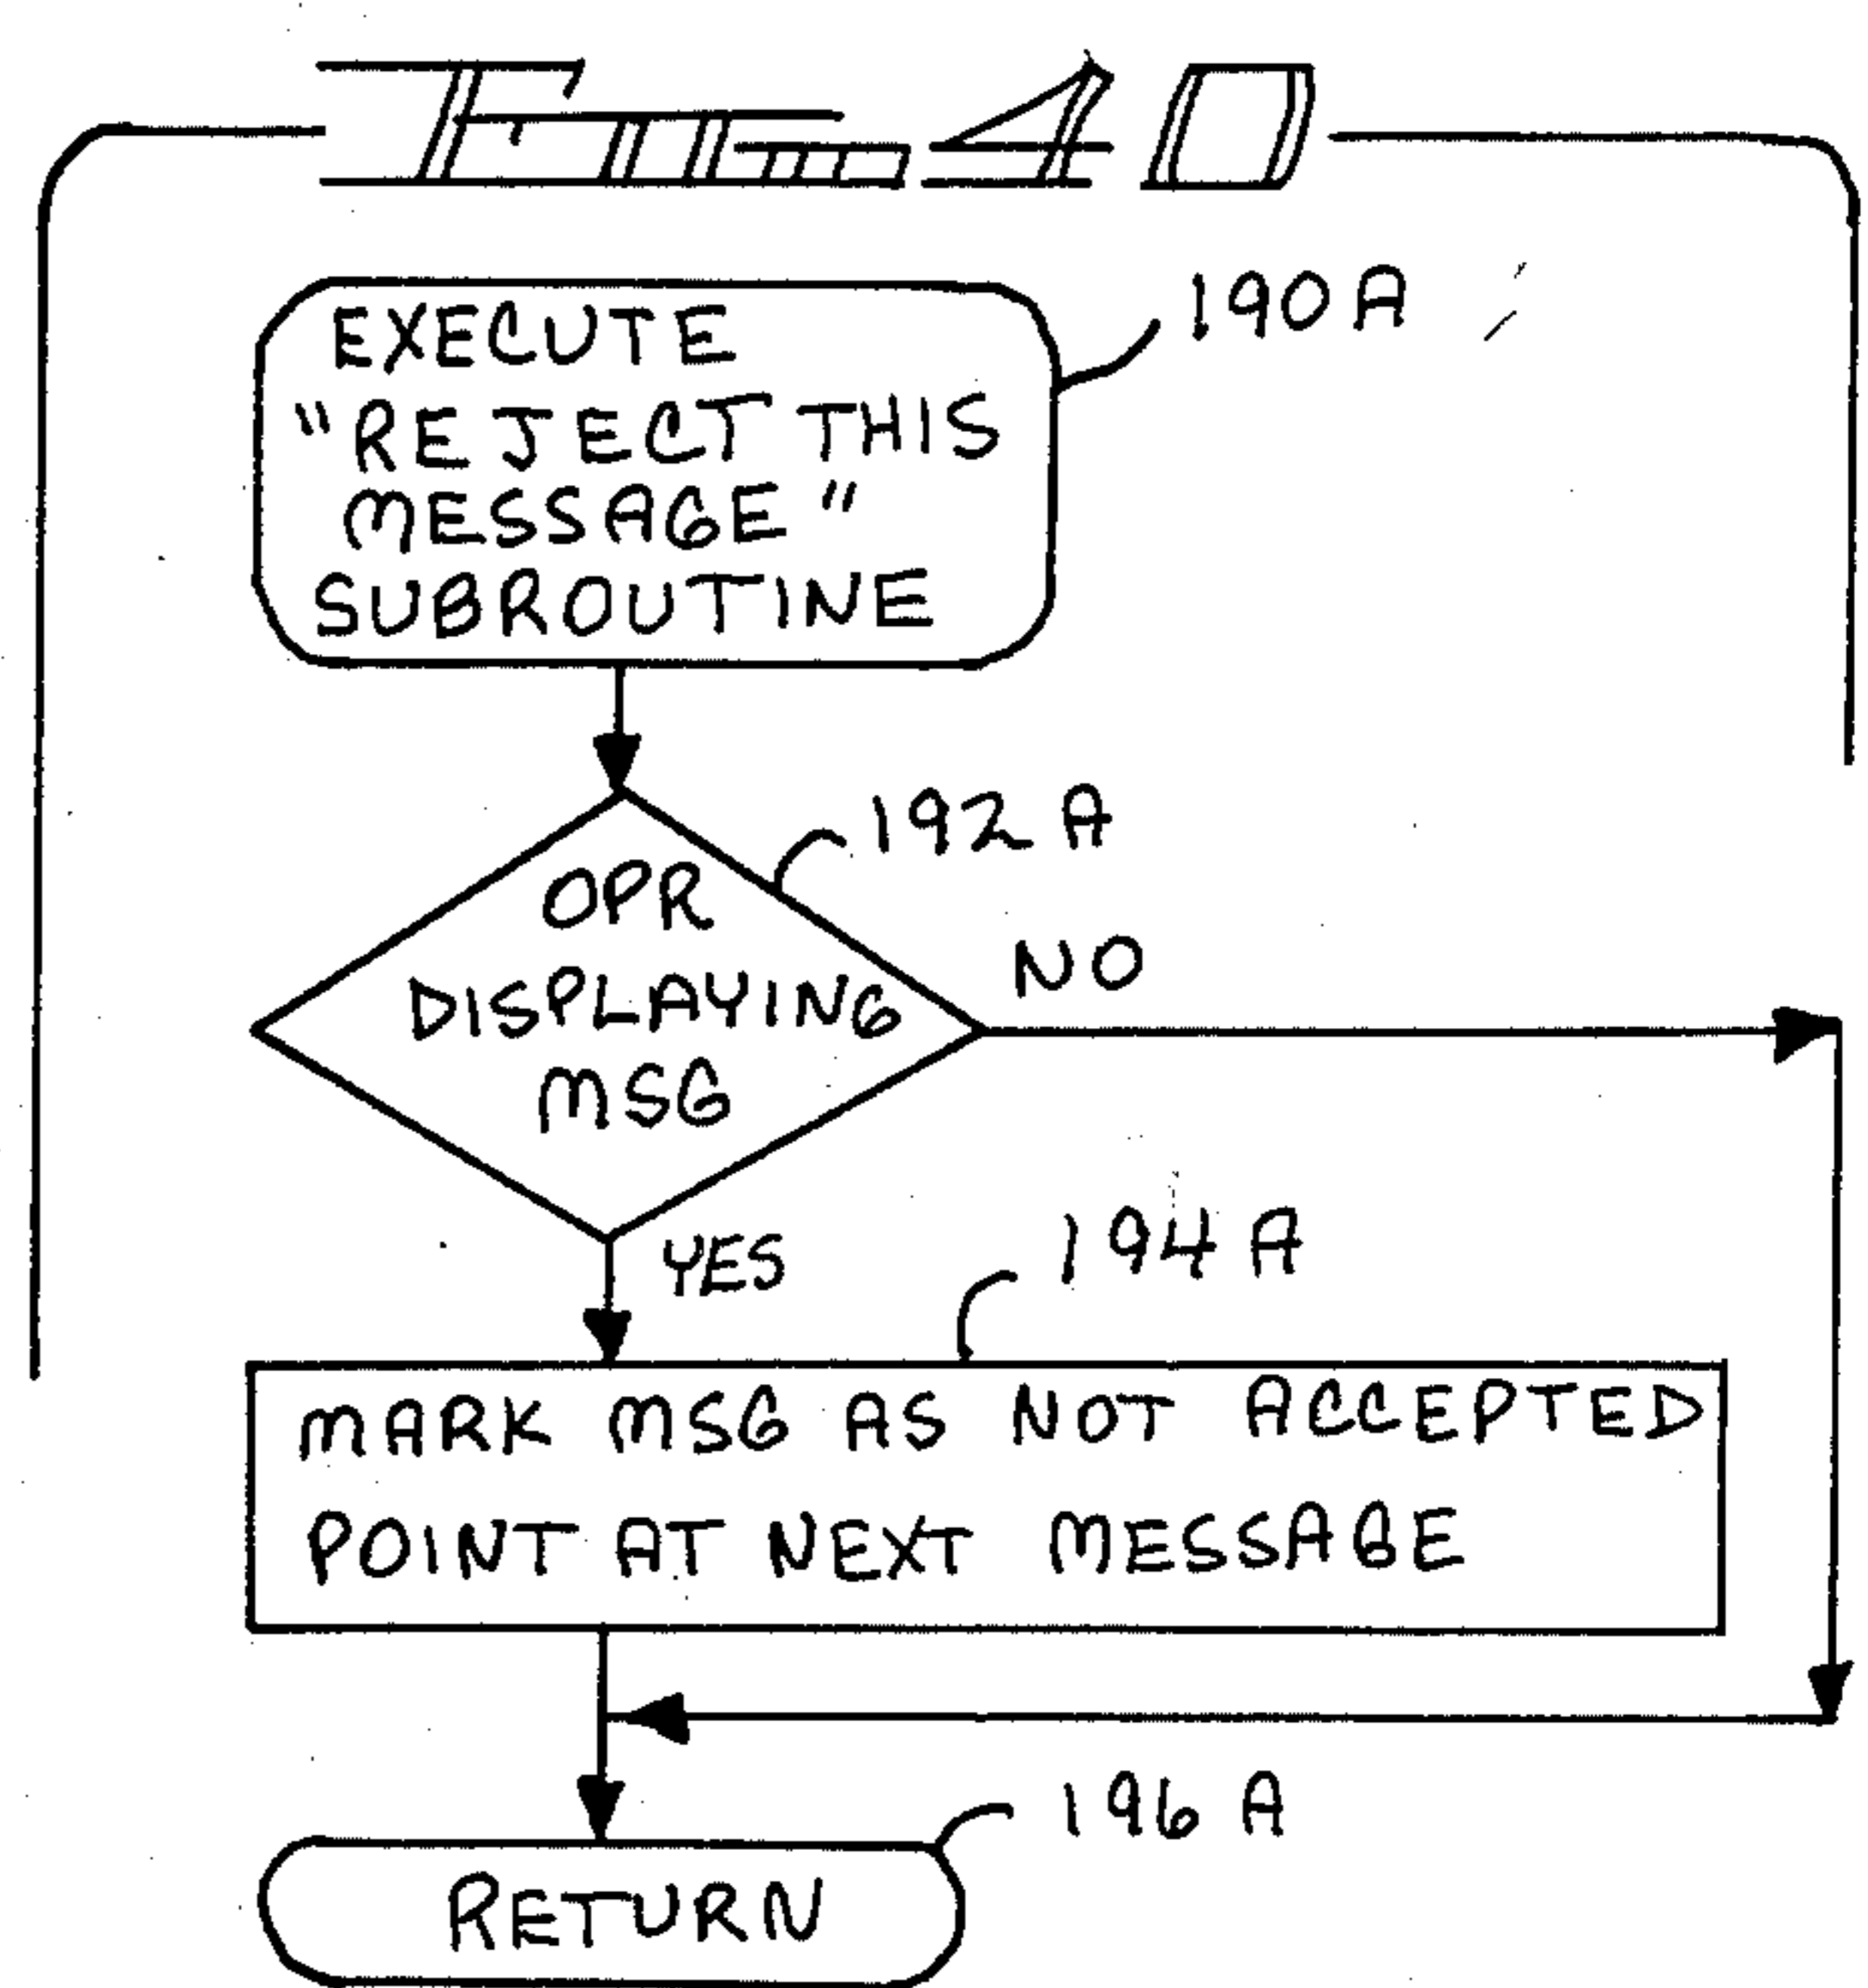 Fig. 40
EXECUTE
"REJECT THIS
MESSAGE"
SUBROUTINE
190A
192A
OPR
DISPLAYING
MSG
NO
YES
194A
MARK MSG AS NOT ACCEPTED
POINT AT NEXT MESSAGE
196A
RETURN